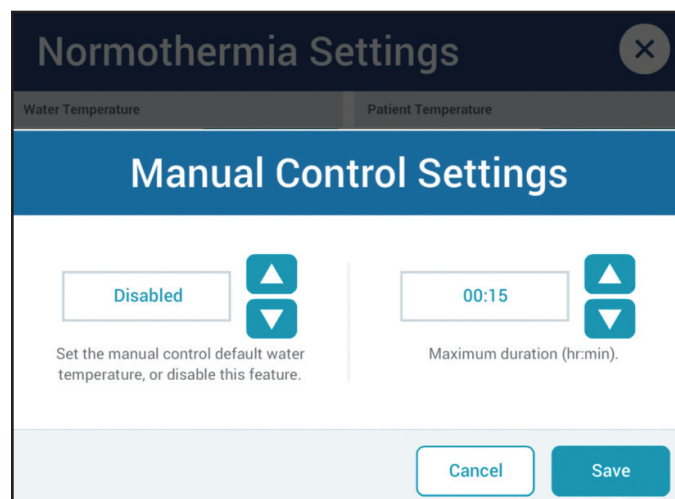 Normothermia Settings
Water Temperature
Patient Temperature
Manual Control Settings
Disabled
00:15
Set the manual control default water
temperature, or disable this feature.
Maximum duration (hr:min).
Cancel
Save